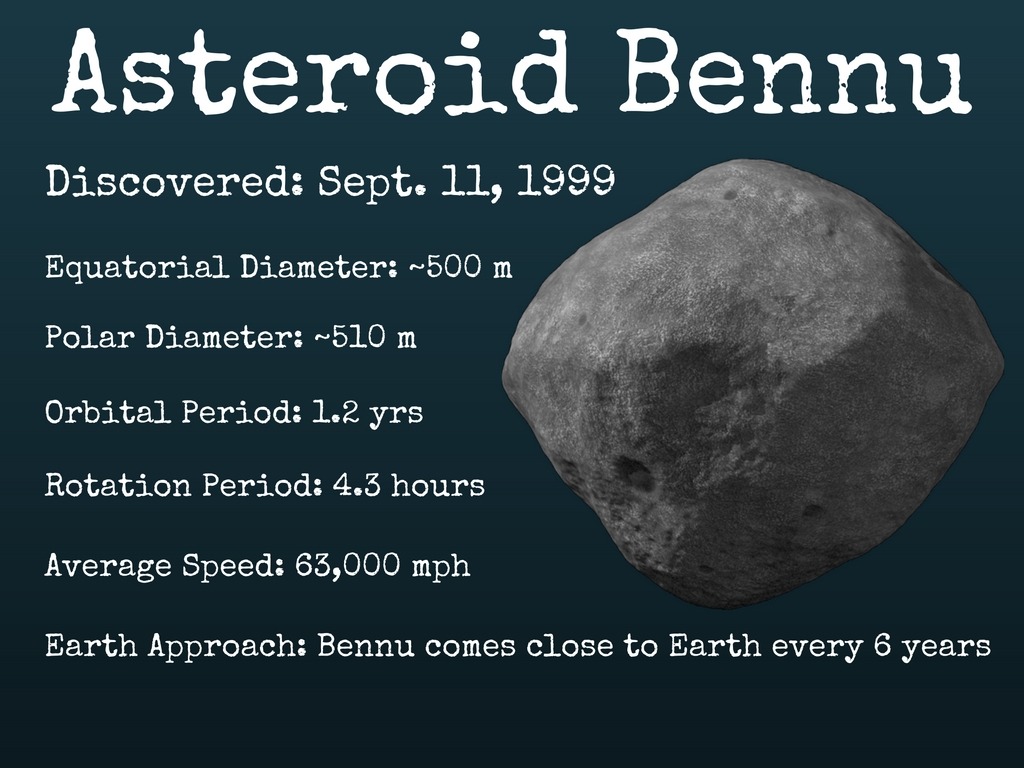 Asteroid Bennu
Discovered: Sept. 11, 1999
Equatorial Diameter: ~500 m
Polar Diameter: ~510 m
Orbital Period: 1.2 yrs
Rotation Period: 4.3 hours
Average Speed: 63,000 mph
Earth Approach: Bennu comes close to Earth every 6 years